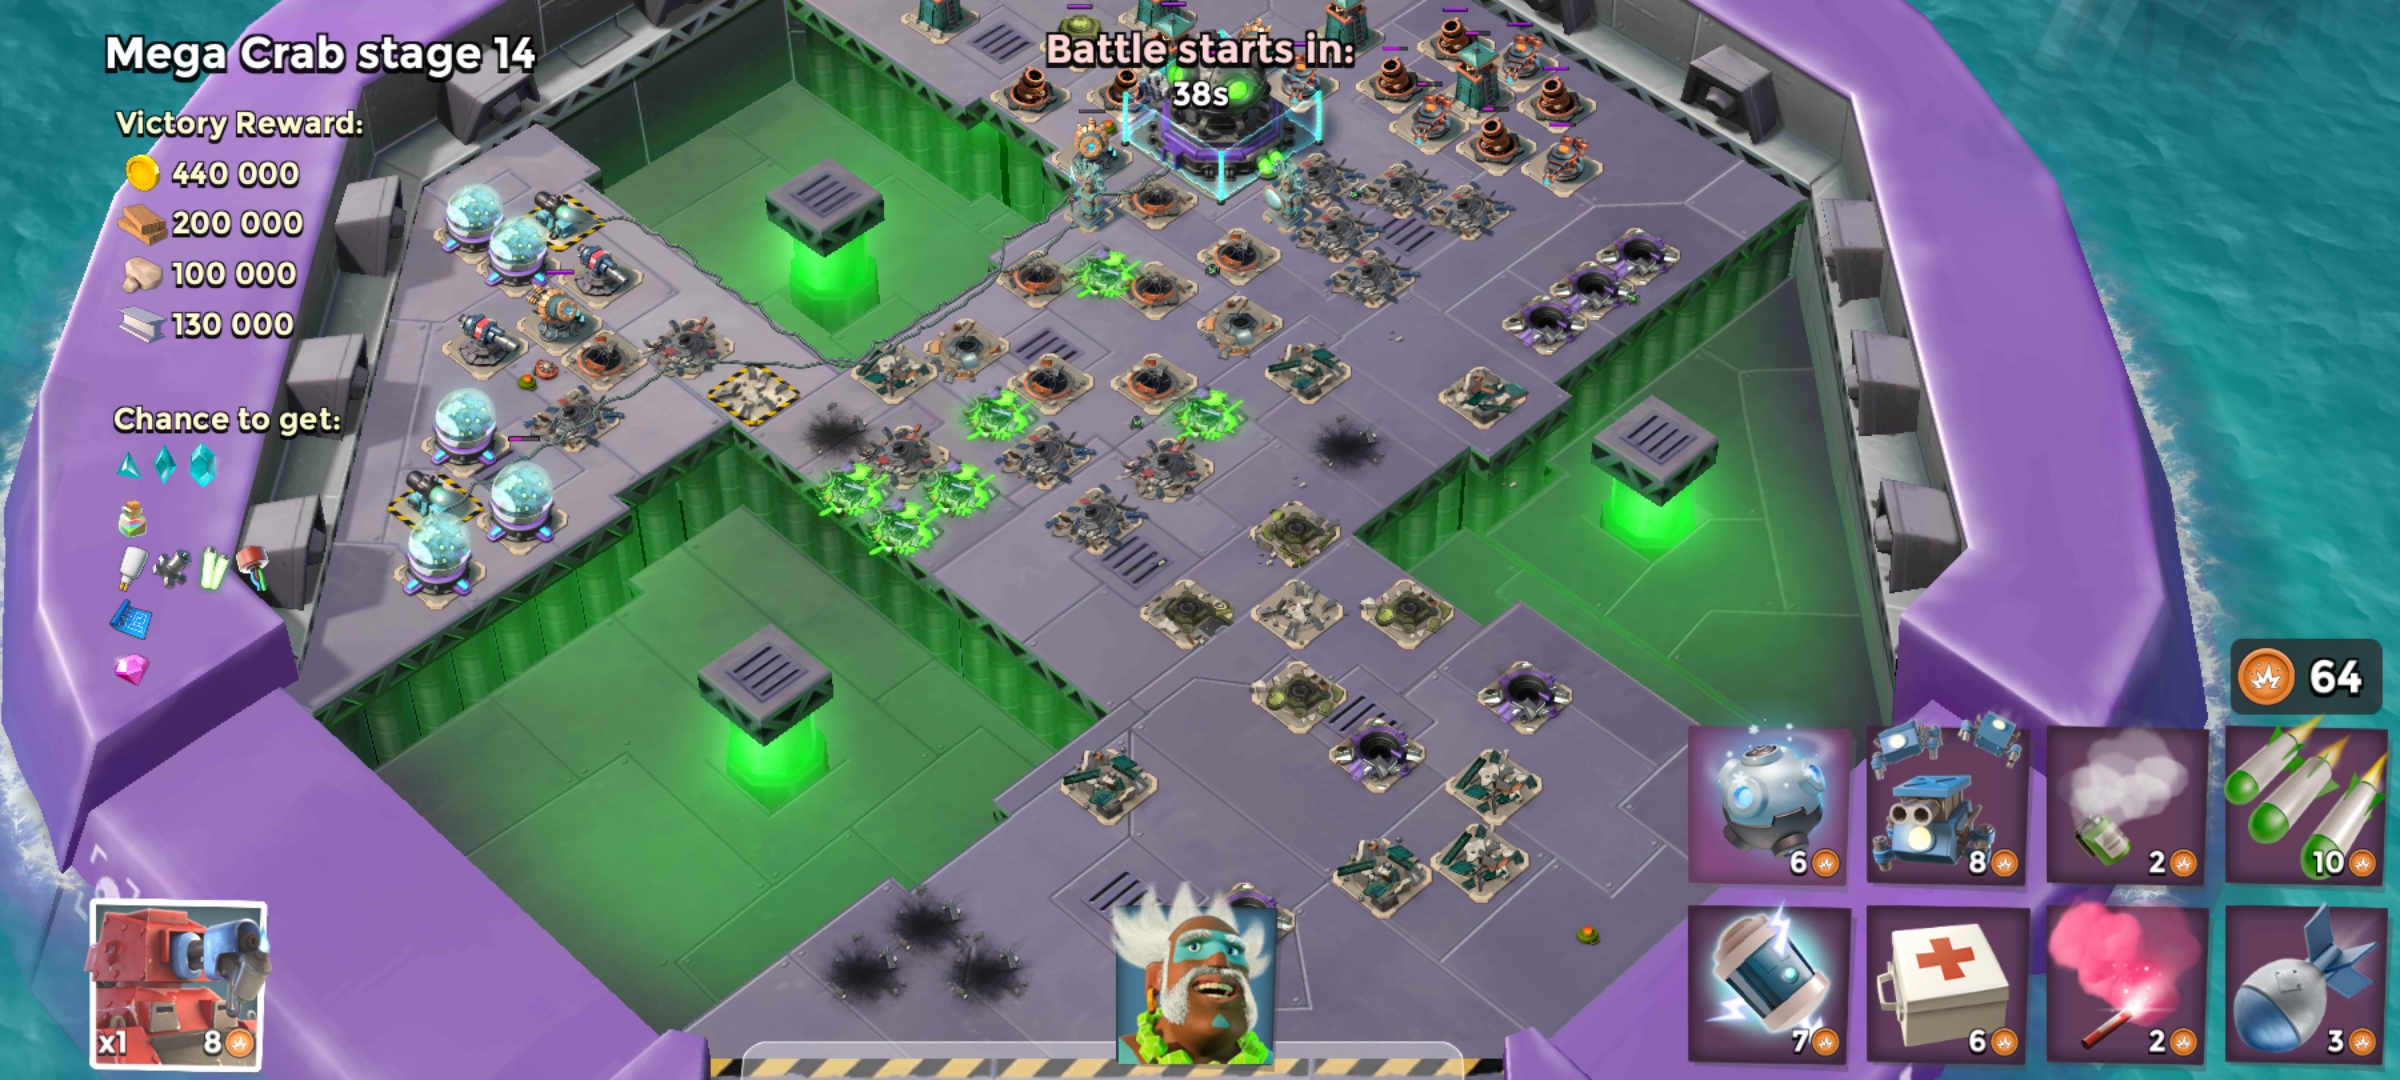 Mega Crab stage 14
Battle starts in:
38s
Victory Reward:
440 000
200 000
100 000
130 000
Chance to get:
64
6
8
2
10
7
6
2
3
x1
8